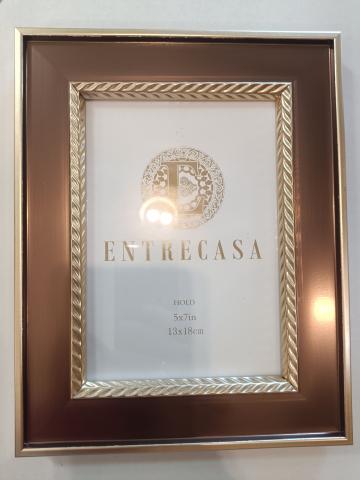 E
ENTRECASA
HOLD
5x7in
13x18cm